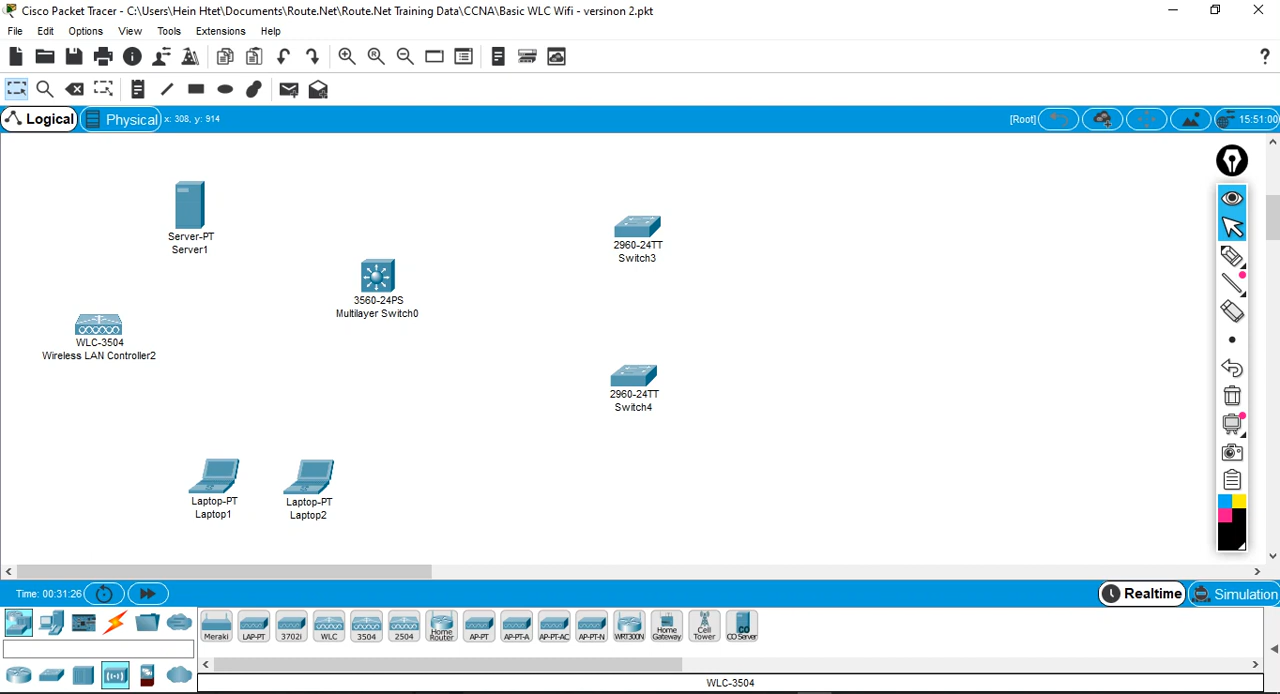 Cisco Packet Tracer - C:\Users\Hein Htet\Documents\Route.Net\Route.Net Training Data\CCNA\Basic WLC Wifi - versinon 2.pkt
File Edit Options View Tools Extensions Help
?
Logical Physical x: 308, y: 914 [Root] 15:51:00
Server-PT
Server1
2960-24TT
Switch3
3560-24PS
Multilayer Switch0
WLC-3504
Wireless LAN Controller2
2960-24TT
Switch4
Laptop-PT
Laptop1
Laptop-PT
Laptop2
Time: 00:31:26 Realtime Simulation
Meraki LAP-PT 3702i WLC 3504 2504 Home Router AP-PT AP-PT-A AP-PT-AC AP-PT-N WRT300N Home Gateway Cell Tower CO Server
WLC-3504